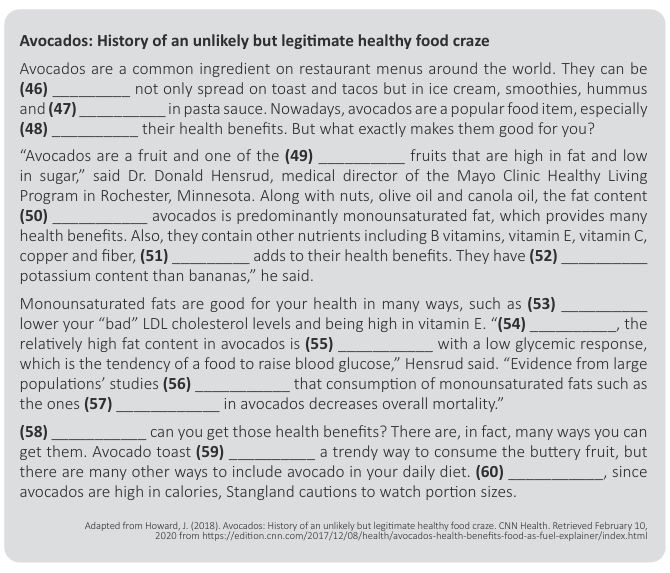 Avocados: History of an unlikely but legitimate healthy food craze
Avocados are a common ingredient on restaurant menus around the world. They can be
(46) _________ not only spread on toast and tacos but in ice cream, smoothies, hummus
and (47) __________ in pasta sauce. Nowadays, avocados are a popular food item, especially
(48) __________ their health benefits. But what exactly makes them good for you?
“Avocados are a fruit and one of the (49) __________ fruits that are high in fat and low
in sugar,” said Dr. Donald Hensrud, medical director of the Mayo Clinic Healthy Living
Program in Rochester, Minnesota. Along with nuts, olive oil and canola oil, the fat content
(50) ___________ avocados is predominantly monounsaturated fat, which provides many
health benefits. Also, they contain other nutrients including B vitamins, vitamin E, vitamin C,
copper and fiber, (51) _________ adds to their health benefits. They have (52) __________
potassium content than bananas,” he said.
Monounsaturated fats are good for your health in many ways, such as (53) __________
lower your “bad” LDL cholesterol levels and being high in vitamin E. “(54) __________, the
relatively high fat content in avocados is (55) ___________ with a low glycemic response,
which is the tendency of a food to raise blood glucose,” Hensrud said. “Evidence from large
populations’ studies (56) ___________ that consumption of monounsaturated fats such as
the ones (57) ____________ in avocados decreases overall mortality.”
(58) ___________ can you get those health benefits? There are, in fact, many ways you can
get them. Avocado toast (59) __________ a trendy way to consume the buttery fruit, but
there are many other ways to include avocado in your daily diet. (60) ___________, since
avocados are high in calories, Stangland cautions to watch portion sizes.
Adapted from Howard, J. (2018). Avocados: History of an unlikely but legitimate healthy food craze. CNN Health. Retrieved February 10,
2020 from https://edition.cnn.com/2017/12/08/health/avocados-health-benefits-food-as-fuel-explainer/index.html